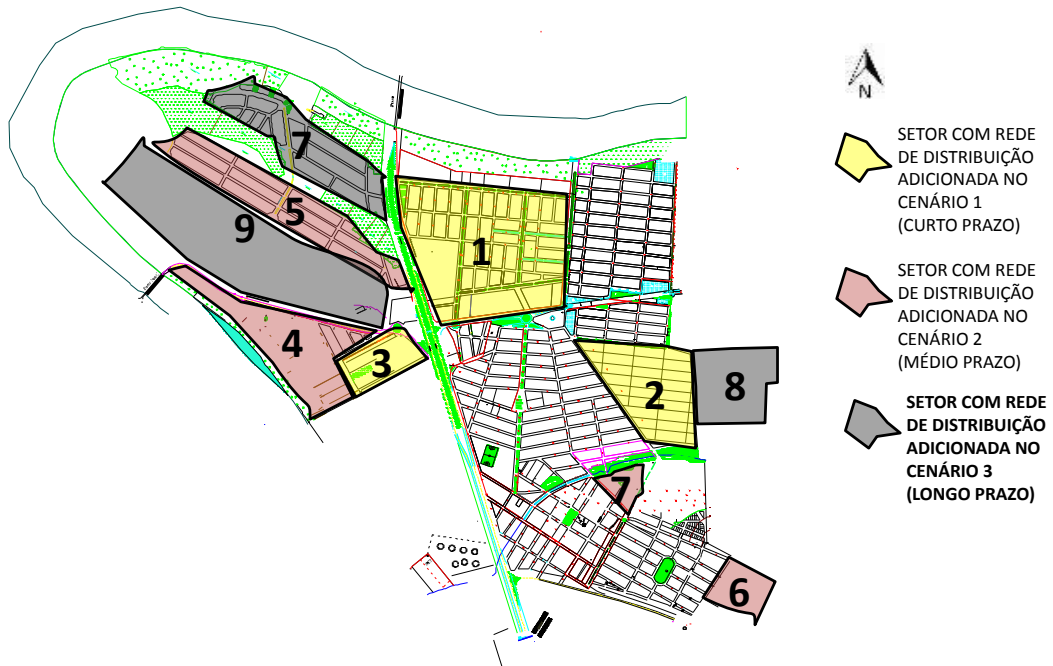 N
SETOR COM REDE
DE DISTRIBUIÇÃO
ADICIONADA NO
CENÁRIO 1
(CURTO PRAZO)
SETOR COM REDE
DE DISTRIBUIÇÃO
ADICIONADA NO
CENÁRIO 2
(MÉDIO PRAZO)
SETOR COM REDE
DE DISTRIBUIÇÃO
ADICIONADA NO
CENÁRIO 3
(LONGO PRAZO)
7
5
9
1
4
3
2
8
7
6